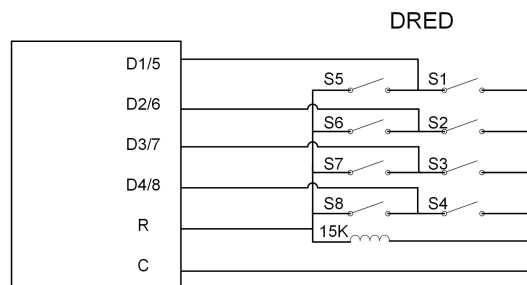 DRED
D1/5
S5 S1
D2/6
S6 S2
D3/7
S7 S3
D4/8
S8 S4
R
15K
C